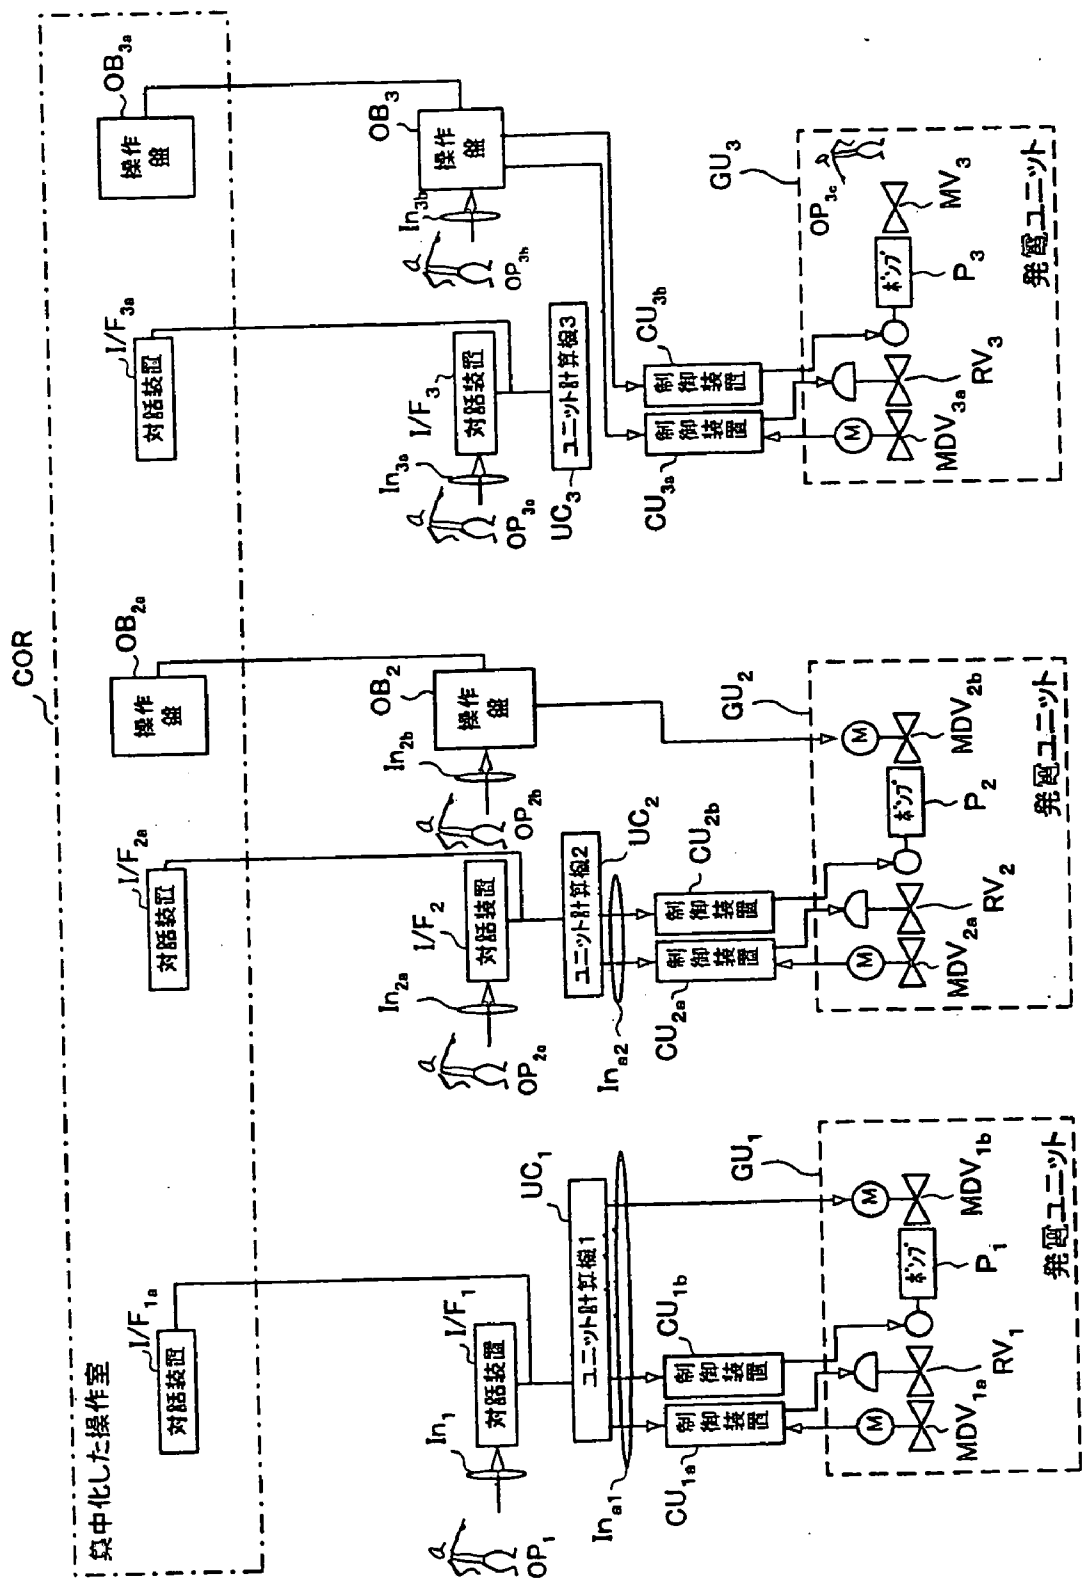 COR
集中化した操作室
I/F1a
対話装置
I/F2a
対話装置
OB2a
操作
盤
I/F3a
対話装置
OB3a
操作
盤
In1
I/F1
対話装置
OP1
In2a
I/F2
対話装置
OP2a
In2b
OB2
操作
盤
OP2b
In3a
I/F3
対話装置
OP3a
In3b
OB3
操作
盤
OP3b
UC1
ユニット計算機1
Ina1
UC2
ユニット計算機2
Ina2
ユニット計算機3
UC3
CU1a
制御装置
CU1b
制御装置
CU2a
制御装置
CU2b
制御装置
CU3a
制御装置
CU3b
制御装置
GU1
M
M
ポンプ
MDV1a
RV1
P1
MDV1b
発電ユニット
GU2
M
M
ポンプ
MDV2a
RV2
P2
MDV2b
発電ユニット
GU3
OP3c
M
ポンプ
MDV3a
RV3
P3
MV3
発電ユニット